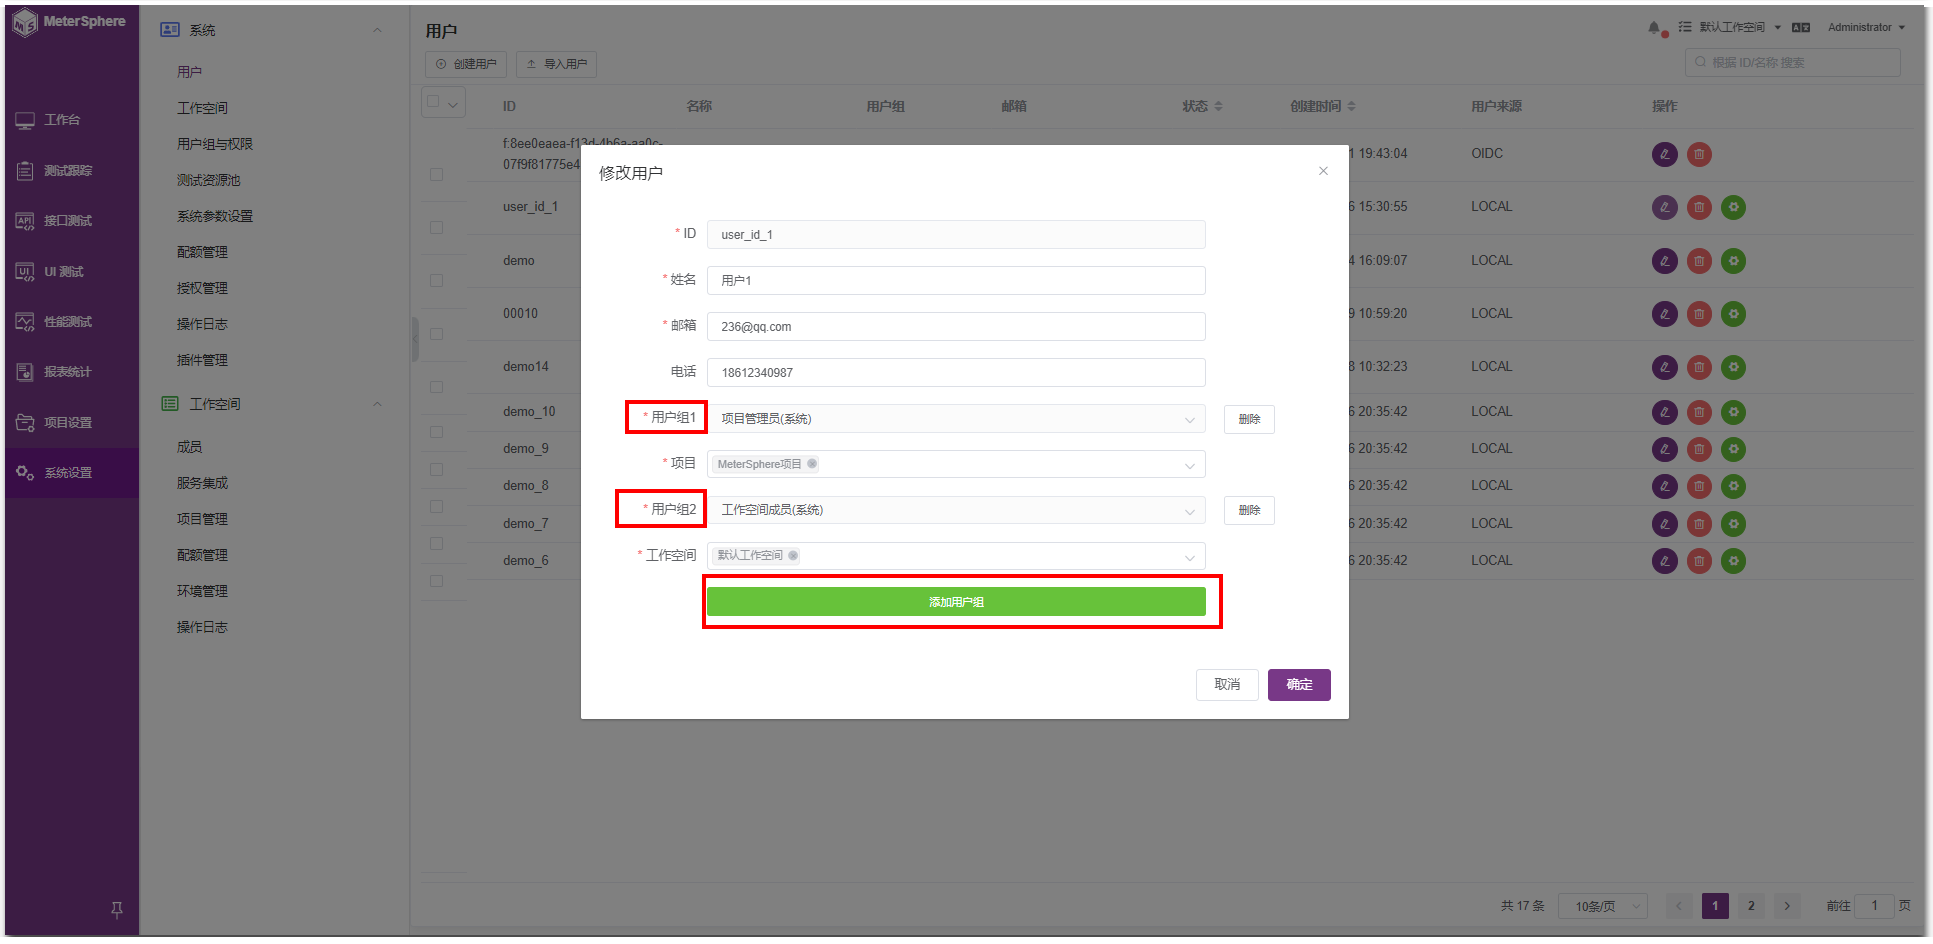 MeterSphere
工作台
测试跟踪
接口测试
UI 测试
性能测试
报表统计
项目设置
系统设置
系统
用户
工作空间
用户组与权限
测试资源池
系统参数设置
配额管理
授权管理
操作日志
插件管理
工作空间
成员
服务集成
项目管理
配额管理
环境管理
操作日志
用户
默认工作空间 Administrator
创建用户 导入用户
根据 ID/名称 搜索
ID 名称 用户组 邮箱 状态 创建时间 用户来源 操作
f:8ee0eaea-f13d-4b6a-aa0c-
07f9f81775e4
1 19:43:04 OIDC
user_id_1 6 15:30:55 LOCAL
demo 4 16:09:07 LOCAL
00010 9 10:59:20 LOCAL
demo14 8 10:32:23 LOCAL
demo_10 6 20:35:42 LOCAL
demo_9 6 20:35:42 LOCAL
demo_8 6 20:35:42 LOCAL
demo_7 6 20:35:42 LOCAL
demo_6 6 20:35:42 LOCAL
修改用户
* ID user_id_1
* 姓名 用户1
* 邮箱 236@qq.com
电话 18612340987
* 用户组1 项目管理员(系统) 删除
* 项目 MeterSphere项目
* 用户组2 工作空间成员(系统) 删除
* 工作空间 默认工作空间
添加用户组
取消 确定
共 17 条 10条/页 1 2 前往 1 页